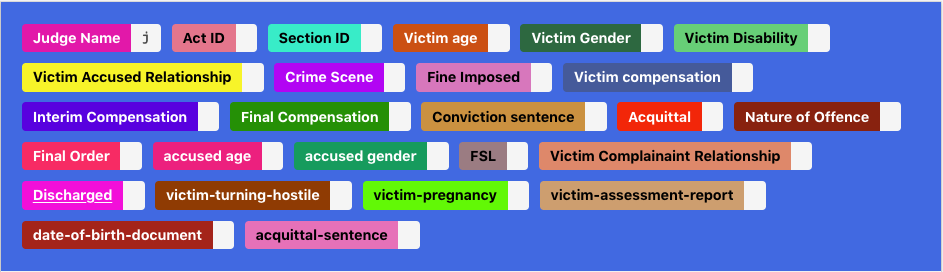 Judge Name j Act ID Section ID Victim age Victim Gender Victim Disability
Victim Accused Relationship Crime Scene Fine Imposed Victim compensation
Interim Compensation Final Compensation Conviction sentence Acquittal Nature of Offence
Final Order accused age accused gender FSL Victim Complainaint Relationship
Discharged victim-turning-hostile victim-pregnancy victim-assessment-report
date-of-birth-document acquittal-sentence